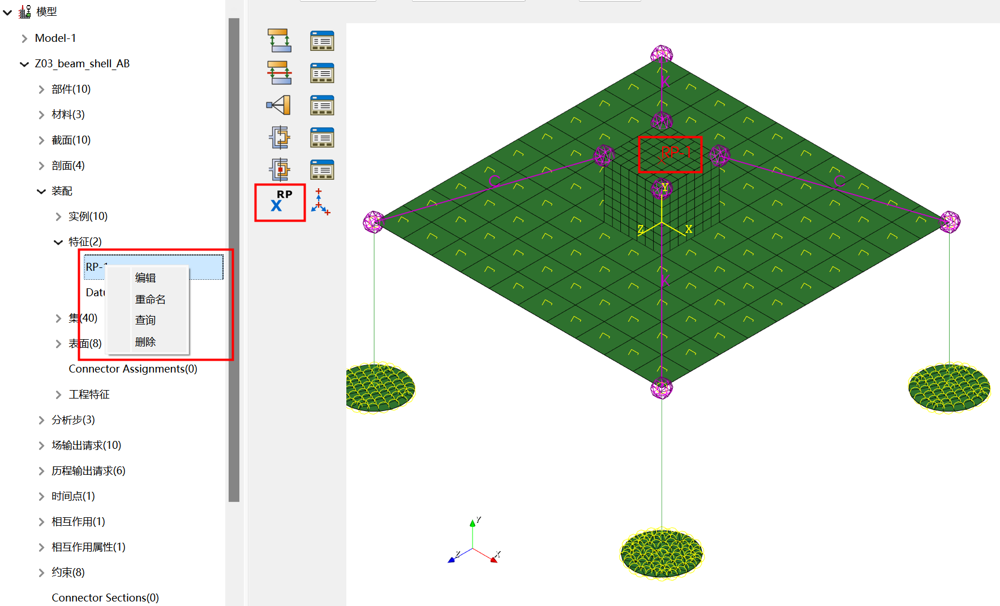 模型
Model-1
Z03_beam_shell_AB
部件(10)
材料(3)
截面(10)
剖面(4)
装配
实例(10)
特征(2)
RP-1
编辑
重命名
查询
删除
集(40)
表面(8)
Connector Assignments(0)
工程特征
分析步(3)
场输出请求(10)
历程输出请求(6)
时间点(1)
相互作用(1)
相互作用属性(1)
约束(8)
Connector Sections(0)
RP
X
K
RP-1
C
C
Y
Z
X
K
Y
Z
X